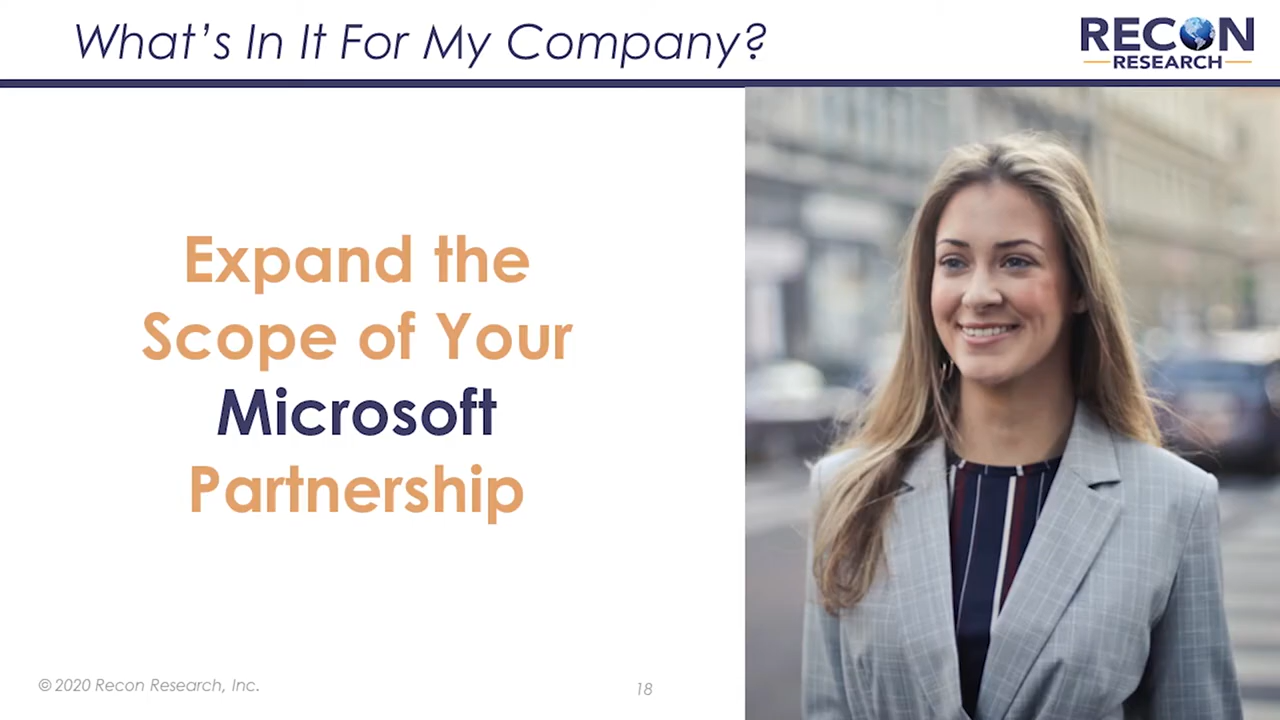 What's In It For My Company?
RECON
RESEARCH
Expand the
Scope of Your
Microsoft
Partnership
© 2020 Recon Research, Inc.
18